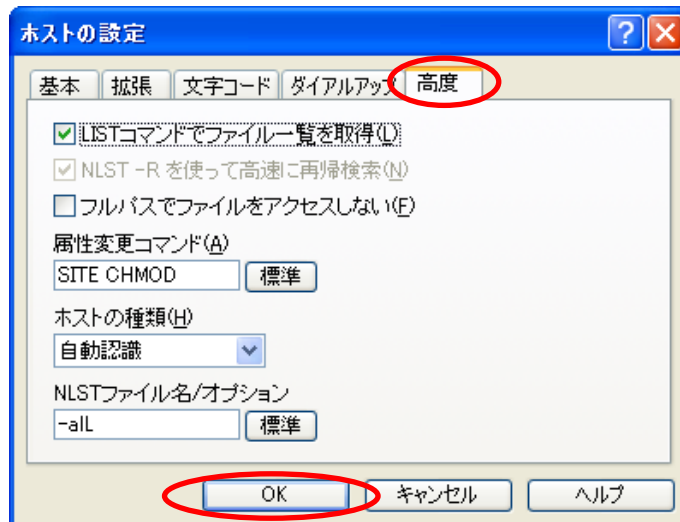 ホストの設定
基本 拡張 文字コード ダイアルアップ 高度
LISTコマンドでファイル一覧を取得(L)
NLST -R を使って高速に再帰検索(N)
フルパスでファイルをアクセスしない(F)
属性変更コマンド(A)
SITE CHMOD 標準
ホストの種類(H)
自動認識
NLSTファイル名/オプション
-alL 標準
OK キャンセル ヘルプ